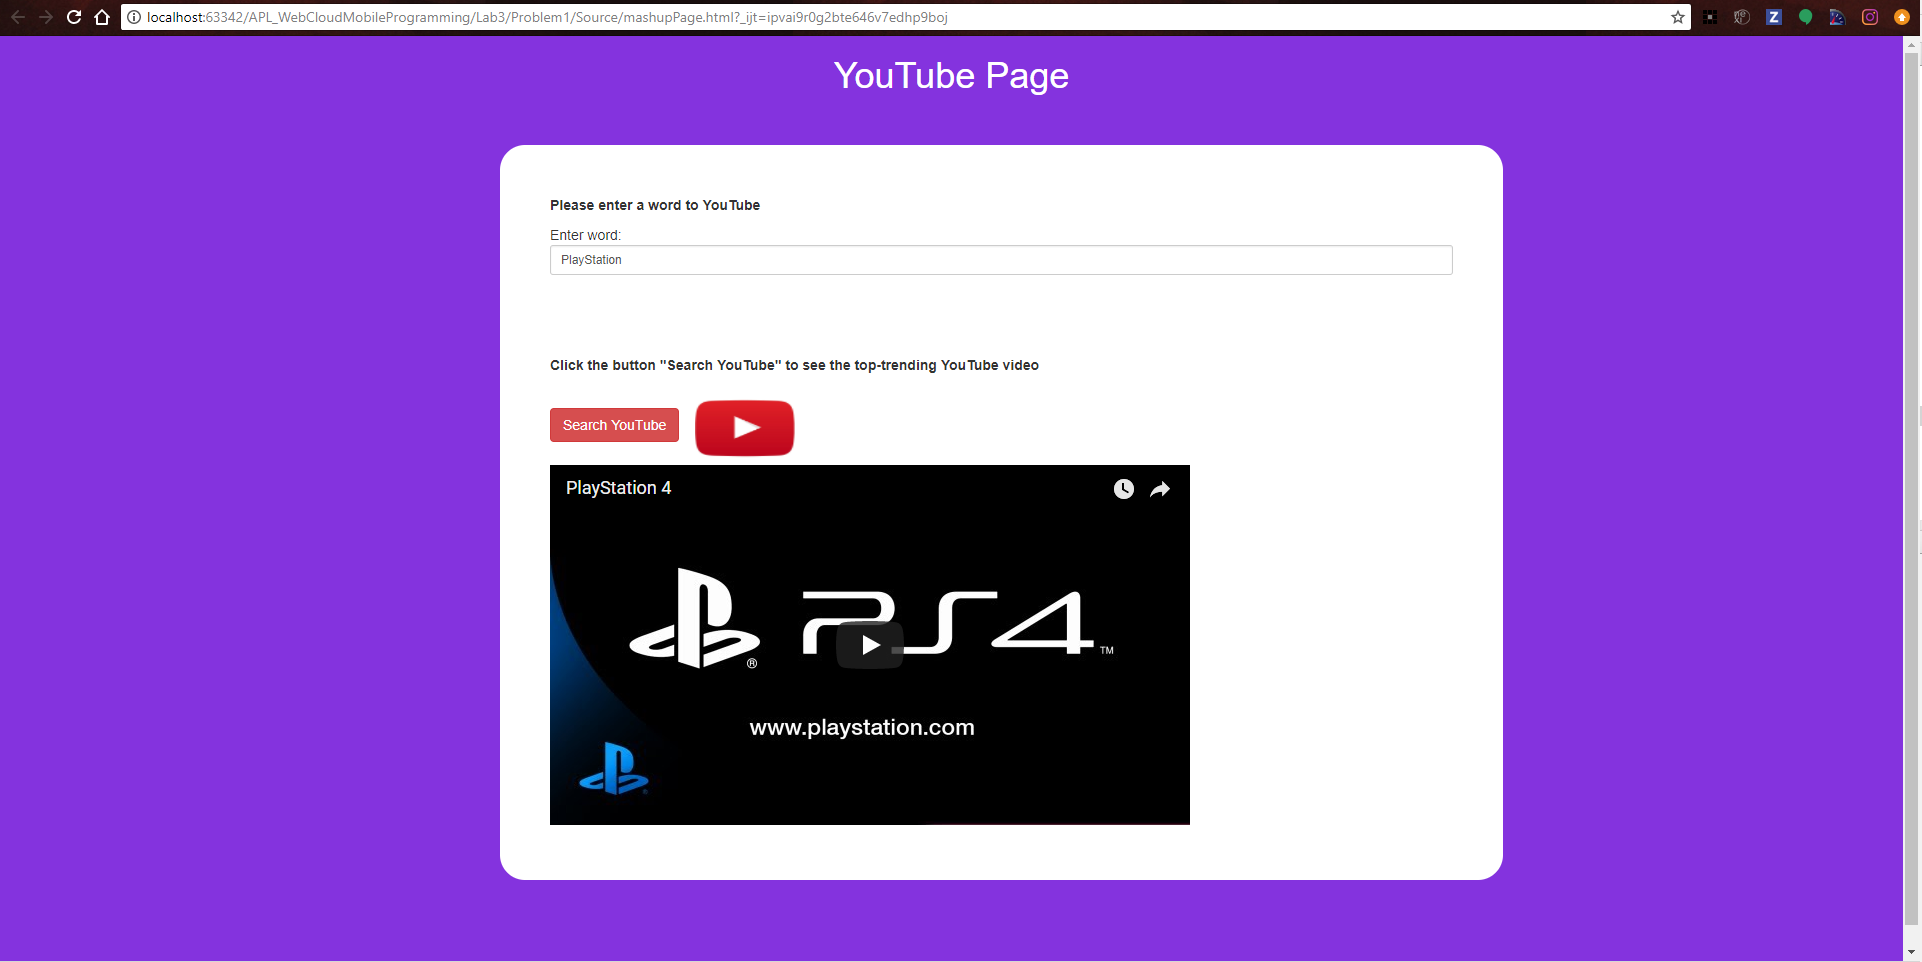 localhost:63342/APL_WebCloudMobileProgramming/Lab3/Problem1/Source/mashupPage.html?_ijt=ipvai9r0g2bte646v7edhp9boj
YouTube Page
Please enter a word to YouTube
Enter word:
PlayStation
Click the button "Search YouTube" to see the top-trending YouTube video
Search YouTube
PlayStation 4
PS4™
®
www.playstation.com